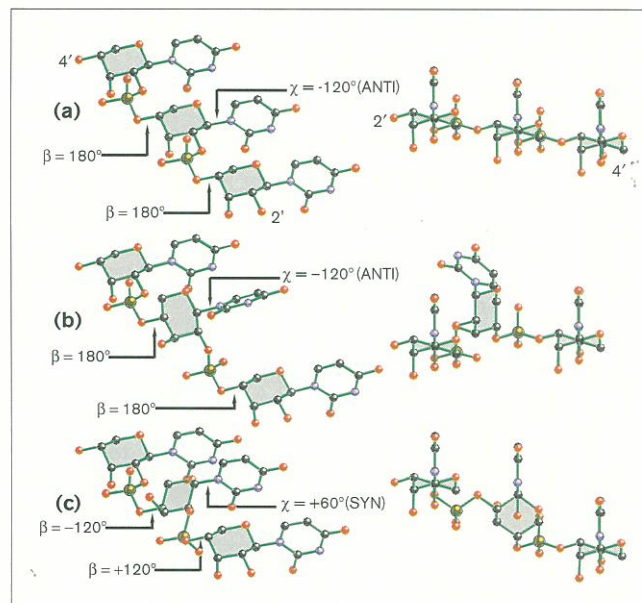 4'
χ = -120° (ANTI)
(a)
β = 180°
β = 180°
2'
2'
4'
χ = −120° (ANTI)
(b)
β = 180°
β = 180°
(c)
χ = +60° (SYN)
β = −120°
β = +120°